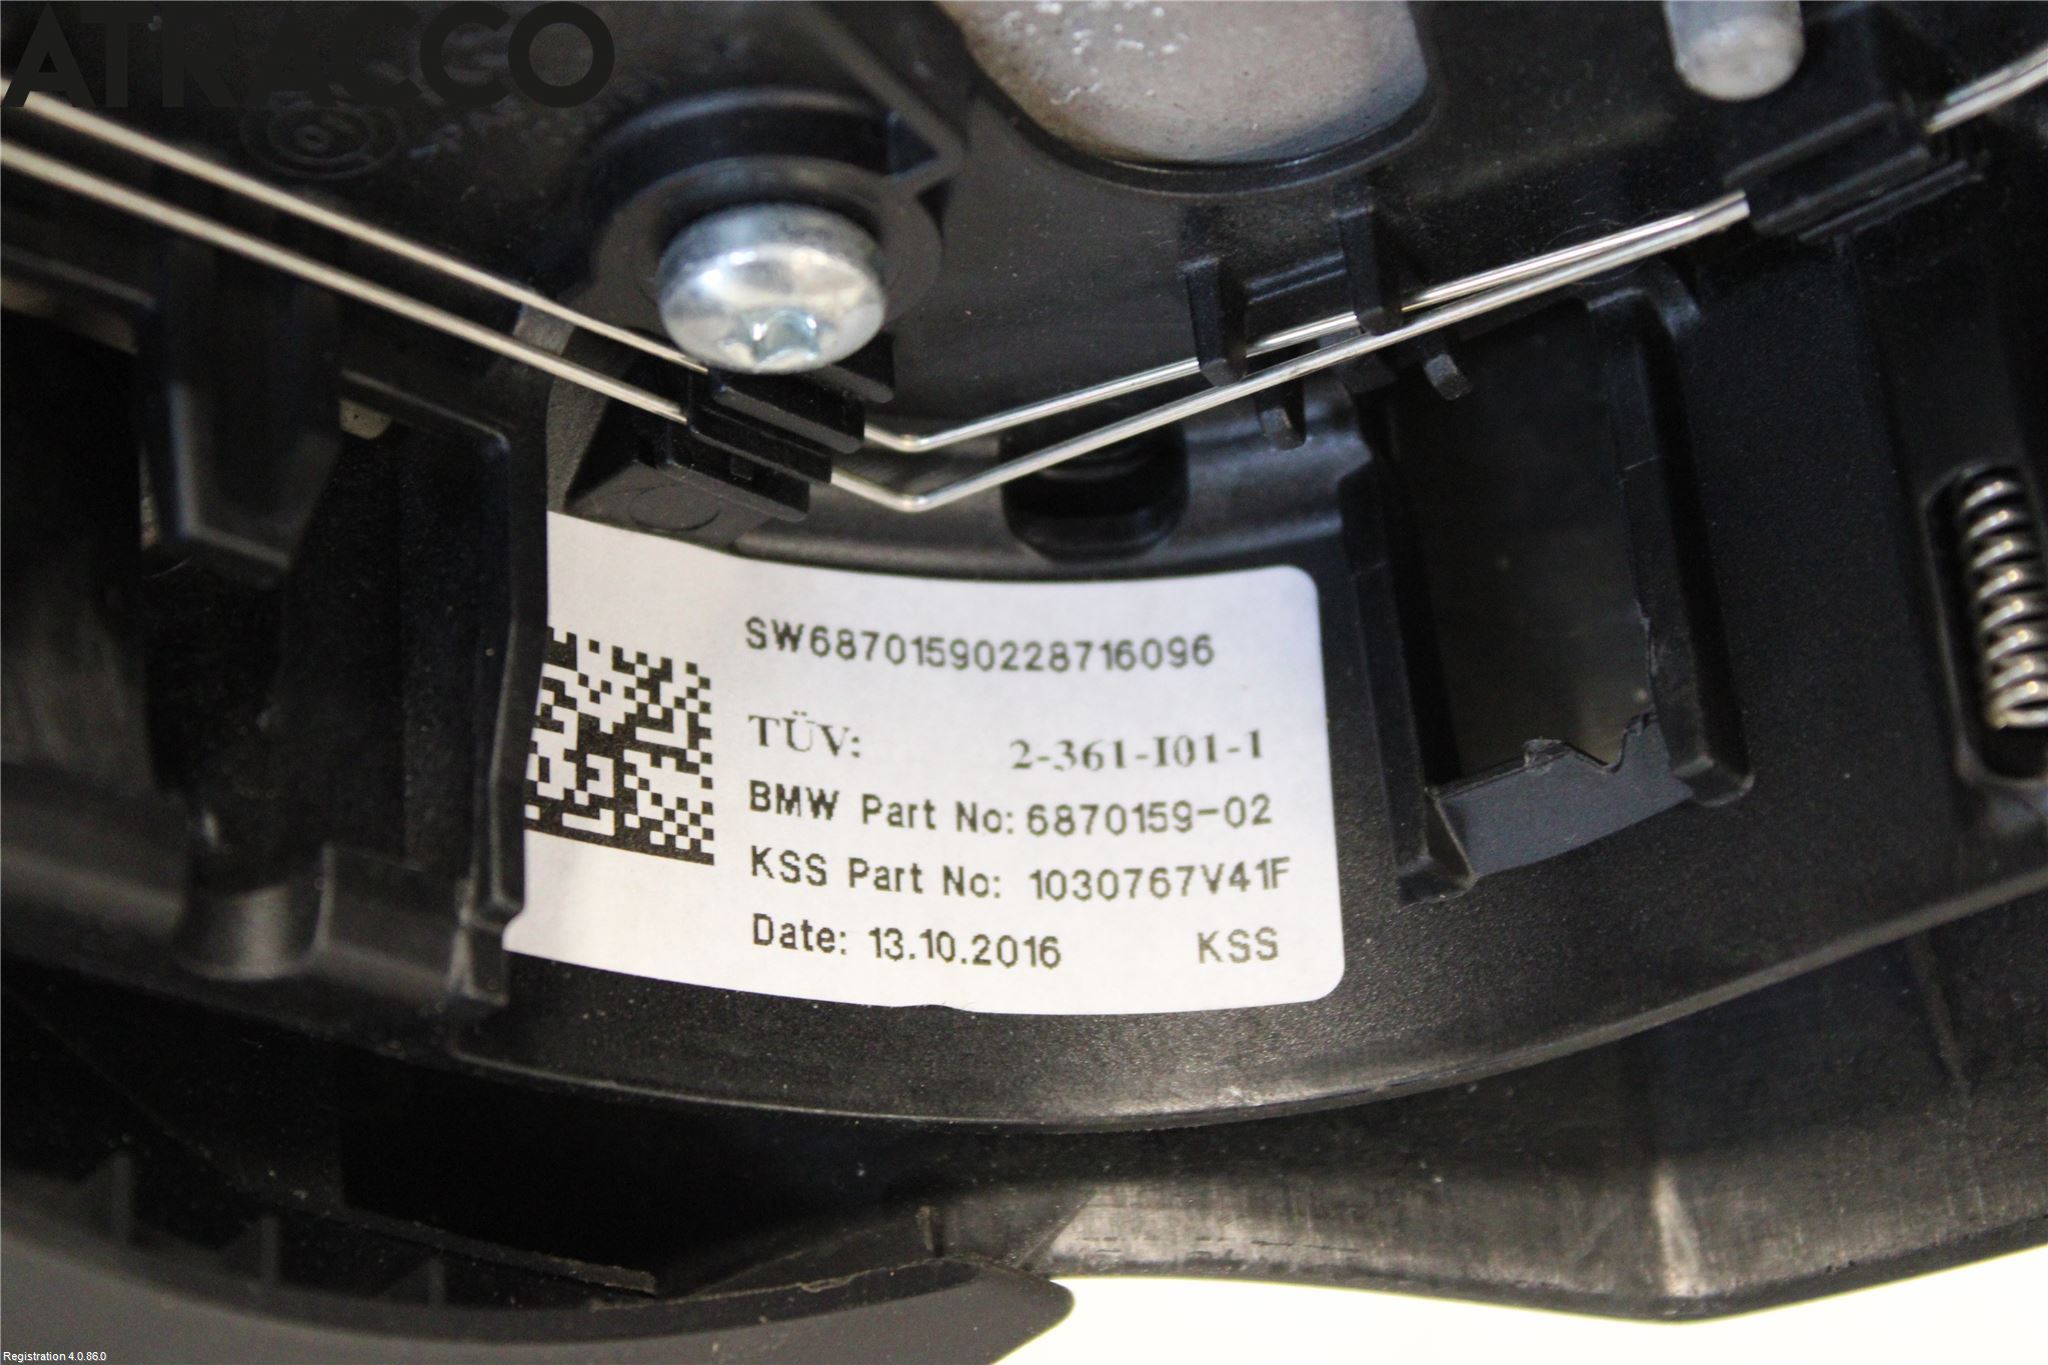 ATRACCO
SW68701590228716096
TÜV: 2-361-I01-1
BMW Part No: 6870159-02
KSS Part No: 1030767V41F
Date: 13.10.2016 KSS
Registration 4.0.86.0